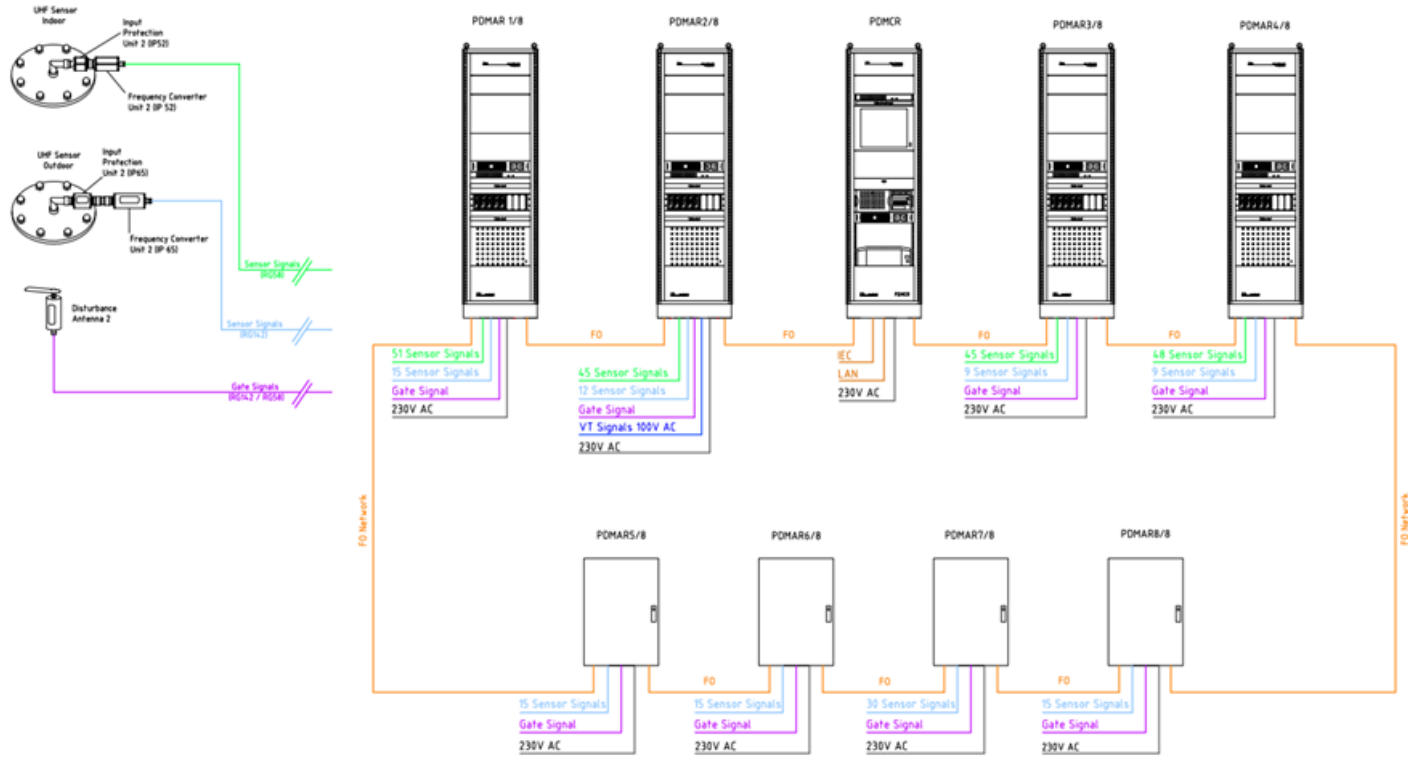 UHF Sensor
Indoor
Input
Protection
Unit 2 (IP52)
Frequency Converter
Unit 2 (IP 52)
UHF Sensor
Outdoor
Input
Protection
Unit 2 (IP65)
Frequency Converter
Unit 2 (IP 65)
Sensor Signals
(RG58)
Disturbance
Antenna 2
Sensor Signals
(RG142)
Gate Signals
(RG142 / RG58)
PDMAR 1/8
PDMAR2/8
PDMCR
PDMAR3/8
PDMAR4/8
PDMCR
FO
FO
FO
FO
51 Sensor Signals
15 Sensor Signals
Gate Signal
230V AC
45 Sensor Signals
12 Sensor Signals
Gate Signal
VT Signals 100V AC
230V AC
IEC
LAN
230V AC
45 Sensor Signals
9 Sensor Signals
Gate Signal
230V AC
48 Sensor Signals
9 Sensor Signals
Gate Signal
230V AC
FO Network
FO Network
PDMAR5/8
PDMAR6/8
PDMAR7/8
PDMAR8/8
FO
FO
FO
15 Sensor Signals
Gate Signal
230V AC
15 Sensor Signals
Gate Signal
230V AC
30 Sensor Signals
Gate Signal
230V AC
15 Sensor Signals
Gate Signal
230V AC